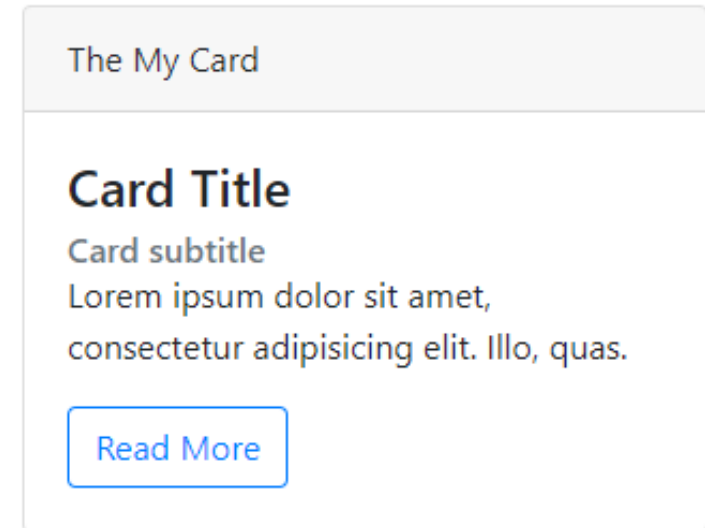 The My Card
Card Title
Card subtitle
Lorem ipsum dolor sit amet,
consectetur adipisicing elit. Illo, quas.
Read More